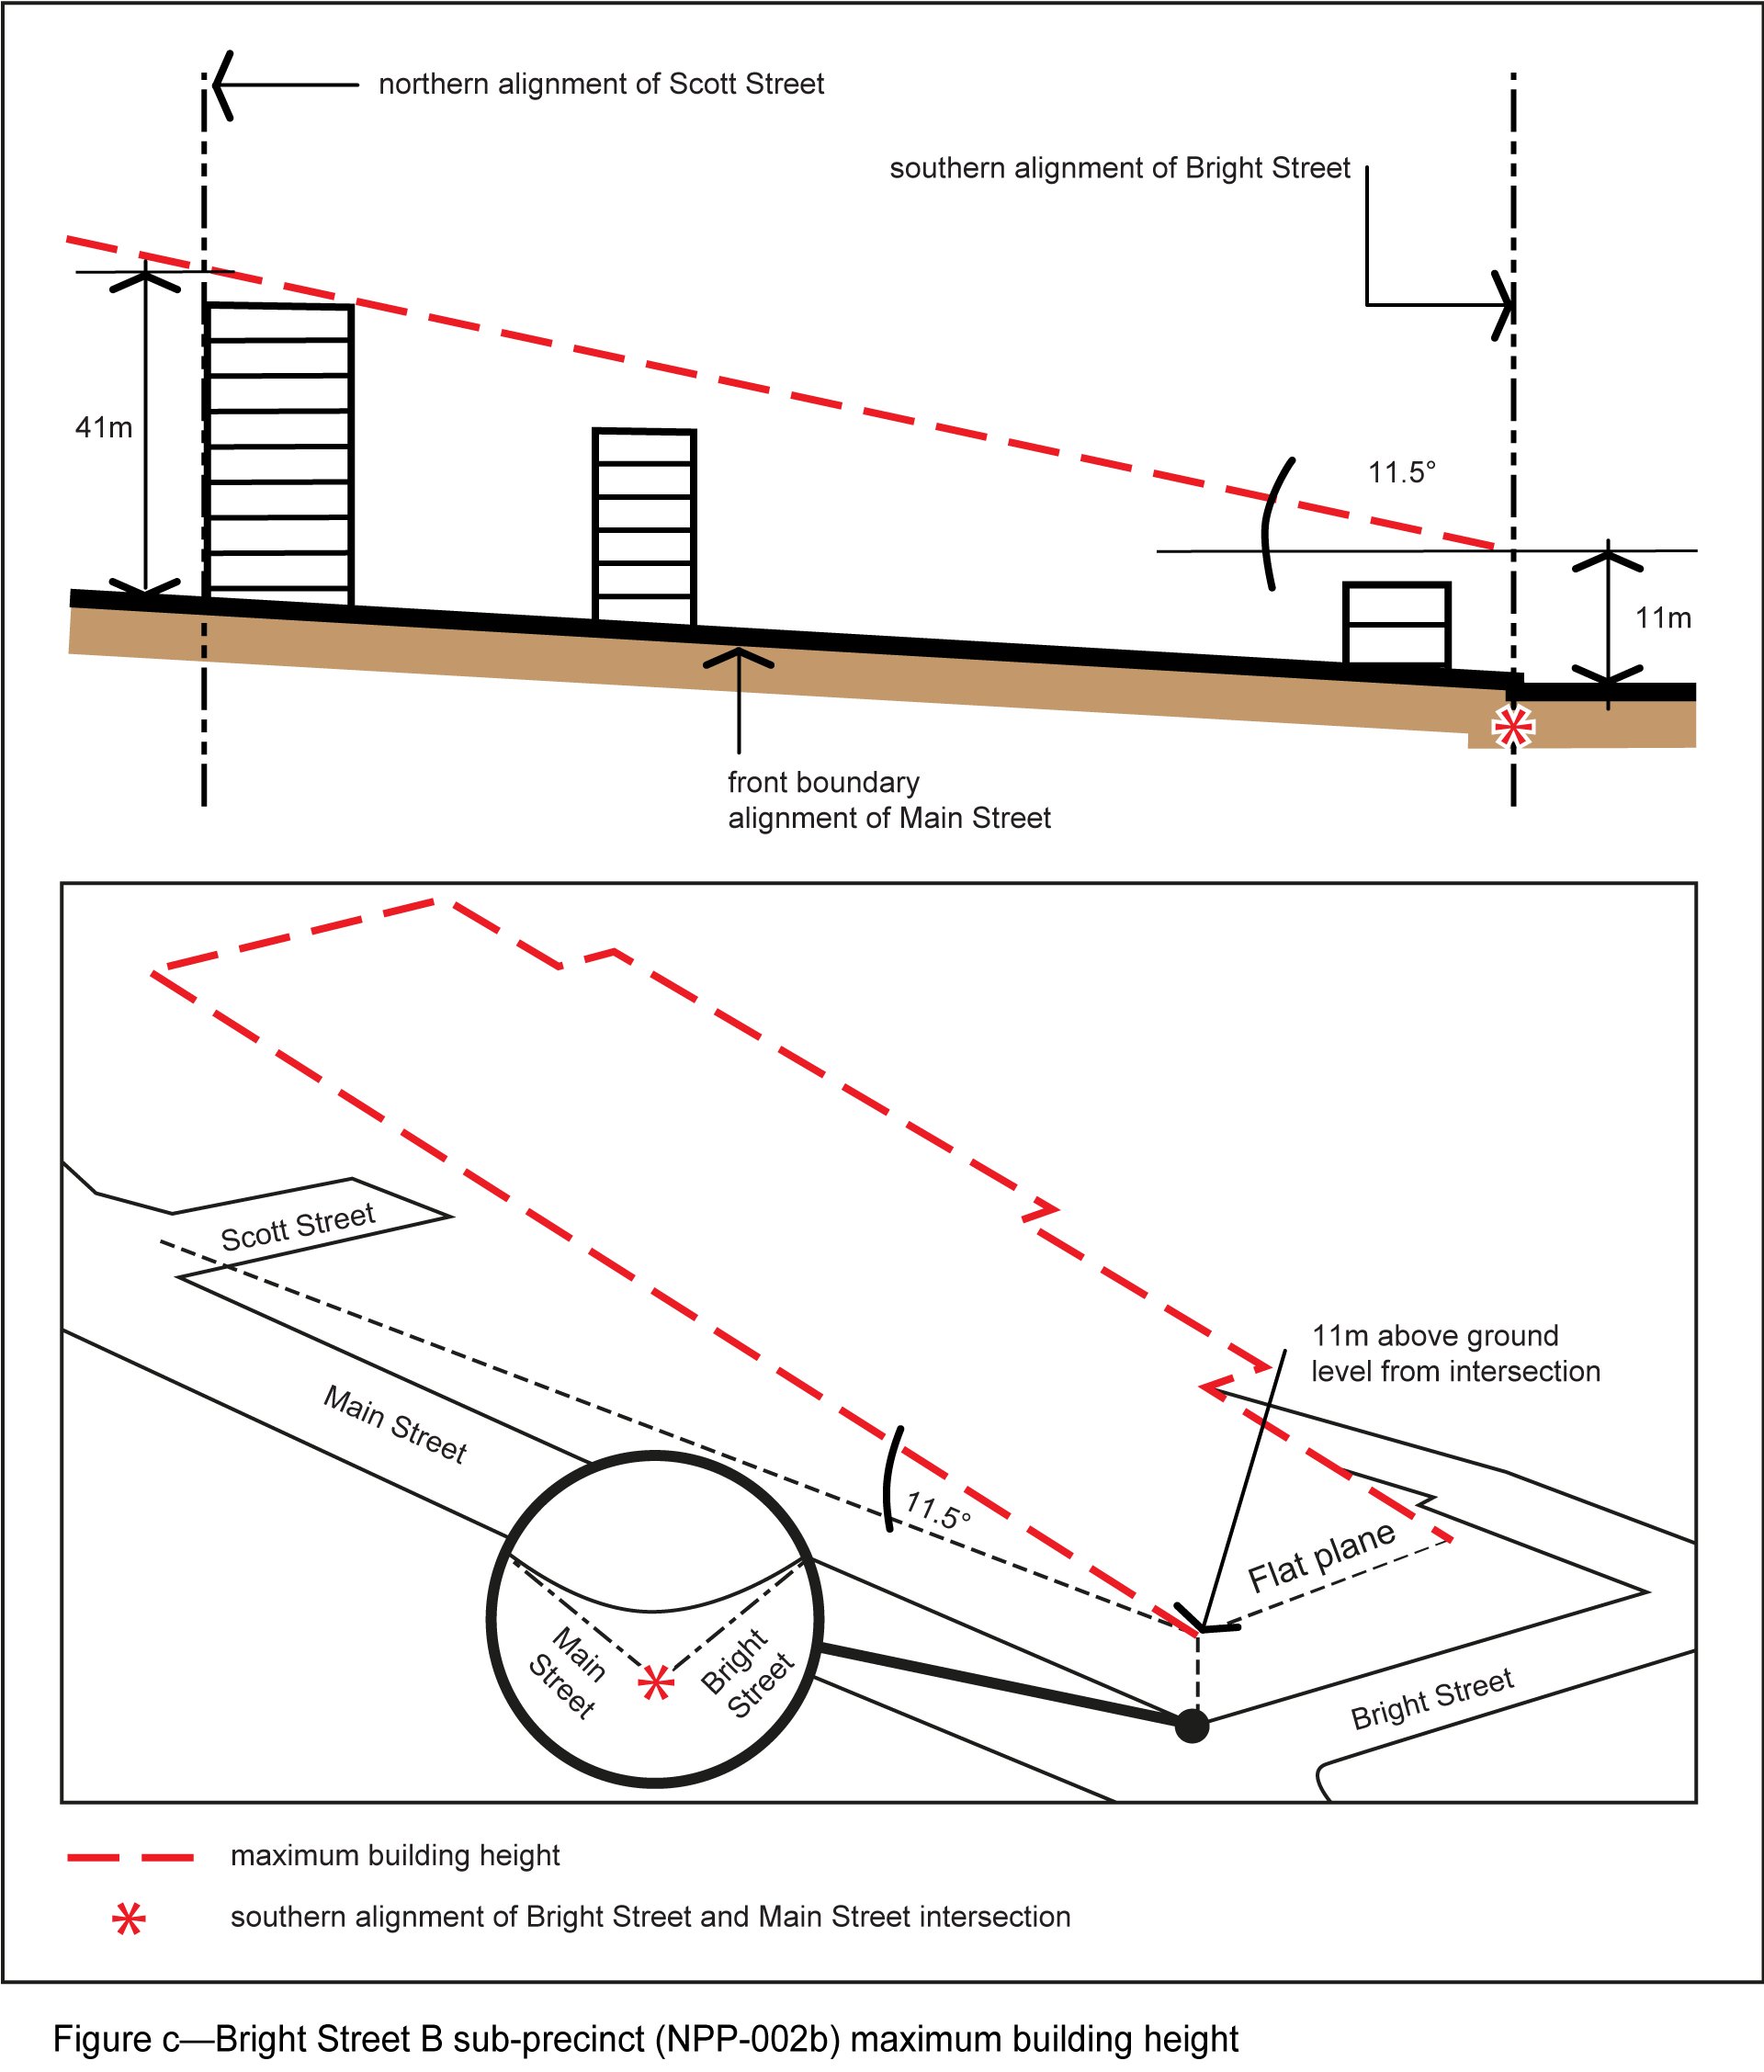 northern alignment of Scott Street
southern alignment of Bright Street
41m
11.5°
11m
front boundary
alignment of Main Street
Scott Street
11m above ground
level from intersection
Main Street
11.5°
Flat plane
Main
Street
Bright
Street
Bright Street
maximum building height
southern alignment of Bright Street and Main Street intersection
Figure c—Bright Street B sub-precinct (NPP-002b) maximum building height